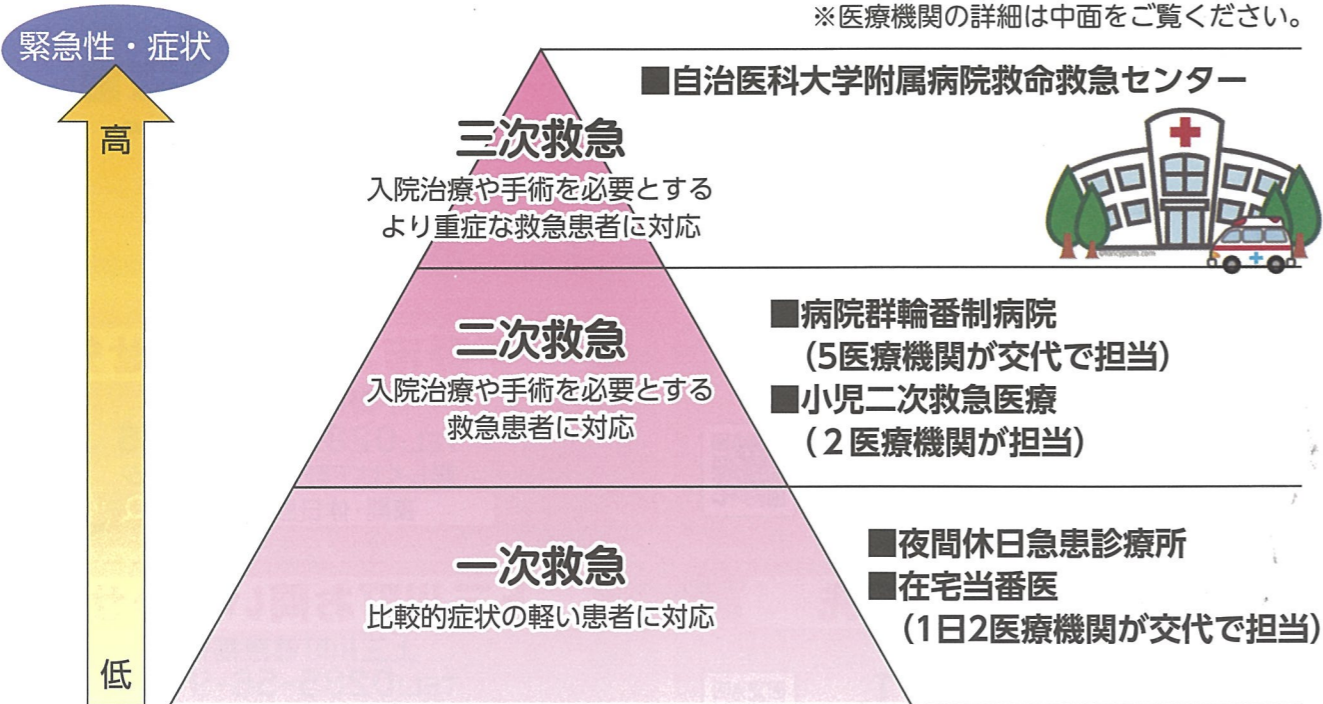 ※医療機関の詳細は中面をご覧ください。
緊急性・症状
高
低
三次救急
入院治療や手術を必要とする
より重症な救急患者に対応
■自治医科大学附属病院救命救急センター
二次救急
入院治療や手術を必要とする
救急患者に対応
■病院群輪番制病院
(5医療機関が交代で担当)
■小児二次救急医療
(2医療機関が担当)
一次救急
比較的症状の軽い患者に対応
■夜間休日急患診療所
■在宅当番医
(1日2医療機関が交代で担当)